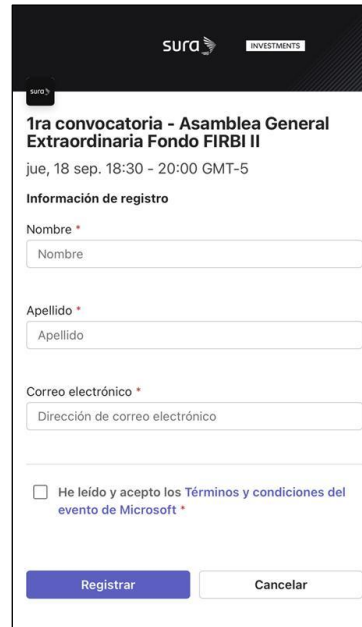 sura
INVESTMENTS
sura
1ra convocatoria - Asamblea General
Extraordinaria Fondo FIRBI II
jue, 18 sep. 18:30 - 20:00 GMT-5
Información de registro
Nombre *
Nombre
Apellido *
Apellido
Correo electrónico *
Dirección de correo electrónico
He leído y acepto los Términos y condiciones del
evento de Microsoft *
Registrar
Cancelar